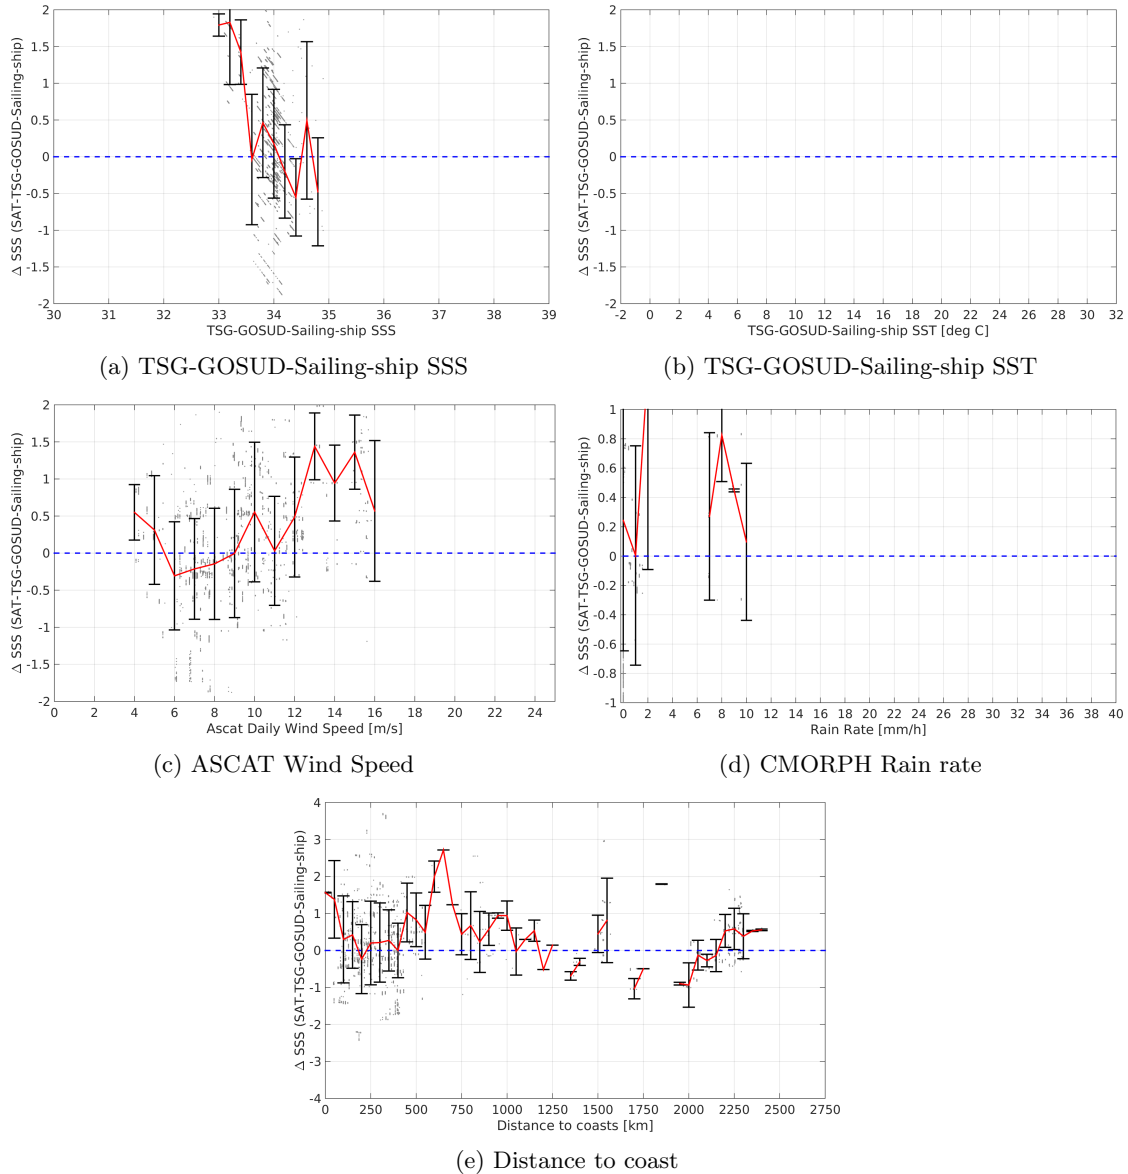 Δ SSS (SAT-TSG-GOSUD-Sailing-ship)
2
1.5
1
0.5
0
-0.5
-1
-1.5
-2
30 31 32 33 34 35 36 37 38 39
TSG-GOSUD-Sailing-ship SSS
(a) TSG-GOSUD-Sailing-ship SSS
Δ SSS (SAT-TSG-GOSUD-Sailing-ship)
2
1.5
1
0.5
0
-0.5
-1
-1.5
-2
-2 0 2 4 6 8 10 12 14 16 18 20 22 24 26 28 30 32
TSG-GOSUD-Sailing-ship SST [deg C]
(b) TSG-GOSUD-Sailing-ship SST
Δ SSS (SAT-TSG-GOSUD-Sailing-ship)
2
1.5
1
0.5
0
-0.5
-1
-1.5
-2
0 2 4 6 8 10 12 14 16 18 20 22 24
Ascat Daily Wind Speed [m/s]
(c) ASCAT Wind Speed
Δ SSS (SAT-TSG-GOSUD-Sailing-ship)
1
0.8
0.6
0.4
0.2
0
-0.2
-0.4
-0.6
-0.8
-1
0 2 4 6 8 10 12 14 16 18 20 22 24 26 28 30 32 34 36 38 40
Rain Rate [mm/h]
(d) CMORPH Rain rate
Δ SSS (SAT-TSG-GOSUD-Sailing-ship)
4
3
2
1
0
-1
-2
-3
-4
0 250 500 750 1000 1250 1500 1750 2000 2250 2500 2750
Distance to coasts [km]
(e) Distance to coast